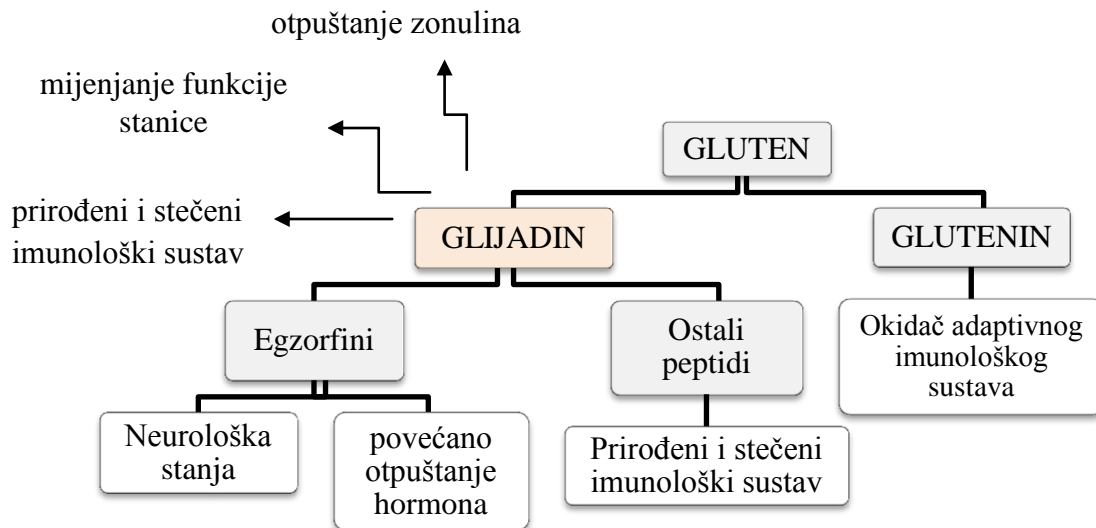 otpuštanje zonulina
mijenjanje funkcije
stanice
GLUTEN
prirođeni i stečeni
imunološki sustav
GLIJADIN
GLUTENIN
Egzorfini
Ostali
peptidi
Okidač adaptivnog
imunološkog
sustava
Neurološka
stanja
povećano
otpuštanje
hormona
Prirođeni i stečeni
imunološki sustav